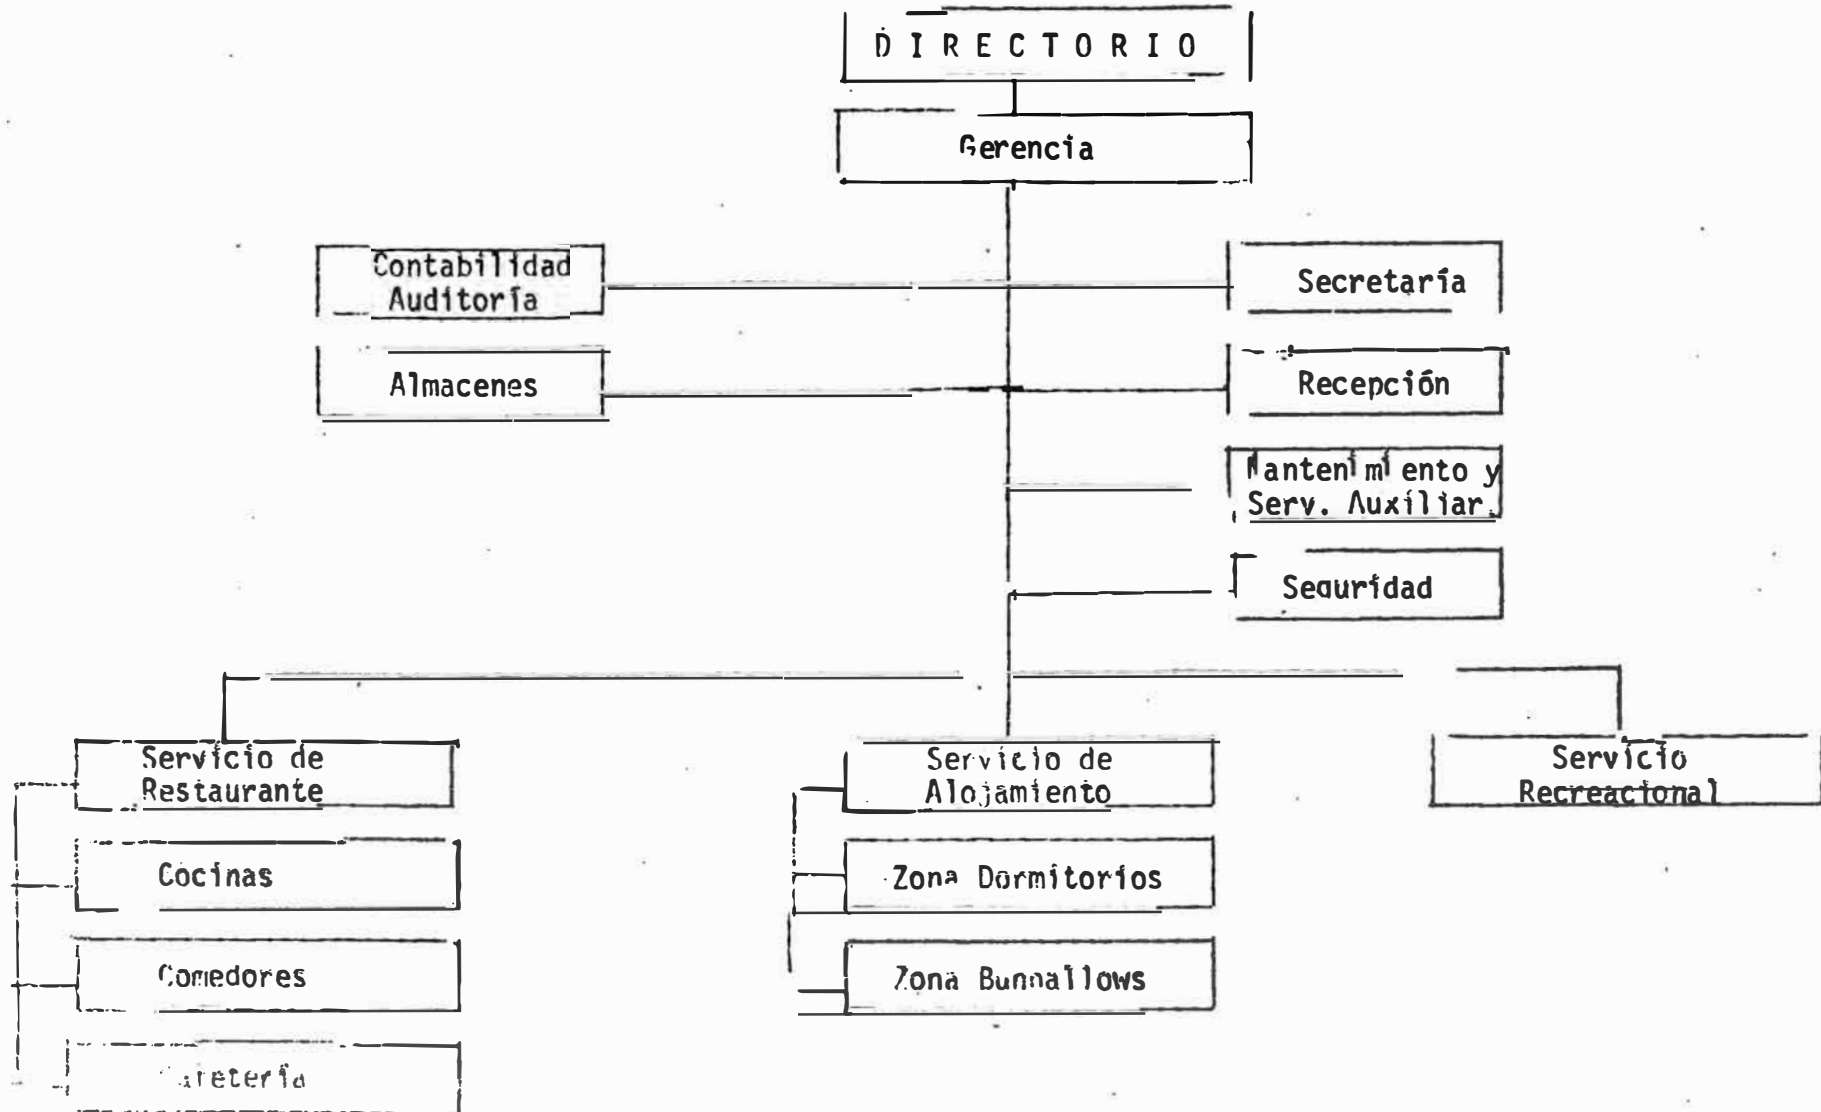 DIRECTORIO
Gerencia
Contabilidad
Auditoría
Secretaría
Almacenes
Recepción
Mantenimiento y
Serv. Auxiliar.
Seguridad
Servicio de
Restaurante
Servicio de
Alojamiento
Servicio
Recreacional
Cocinas
Zona Dormitorios
Comedores
Zona Bungallows
Cafetería